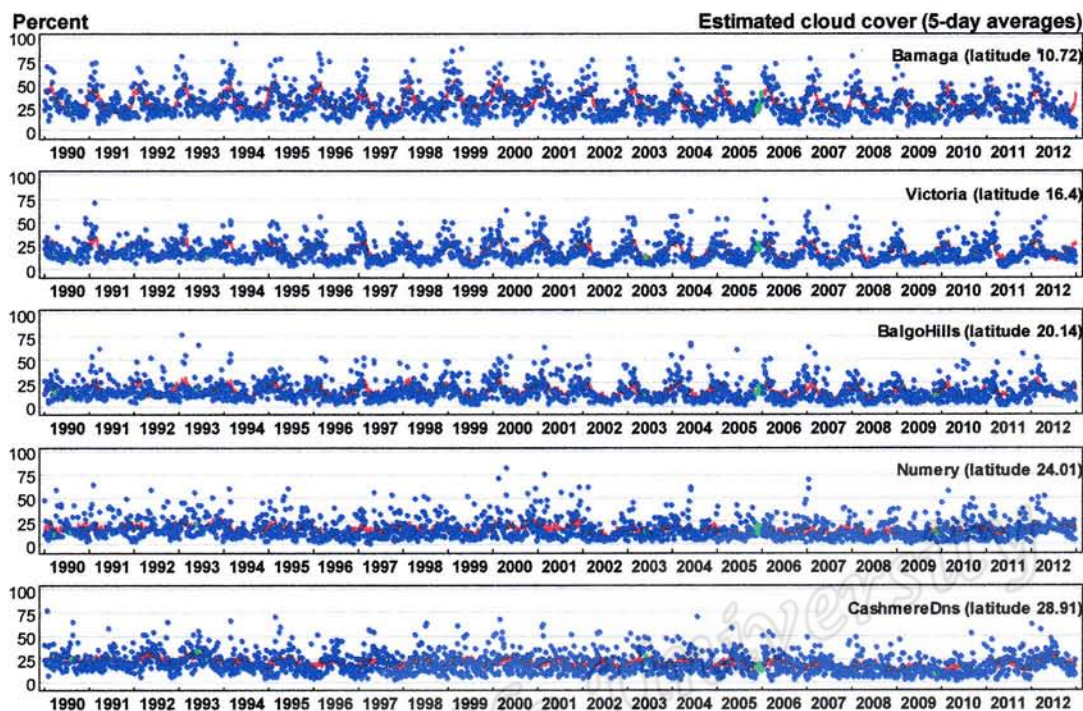 Percent Estimated cloud cover (5-day averages)
100 Bamaga (latitude 10.72)
75
50
25
0
1990 1991 1992 1993 1994 1995 1996 1997 1998 1999 2000 2001 2002 2003 2004 2005 2006 2007 2008 2009 2010 2011 2012
100 Victoria (latitude 16.4)
75
50
25
0
1990 1991 1992 1993 1994 1995 1996 1997 1998 1999 2000 2001 2002 2003 2004 2005 2006 2007 2008 2009 2010 2011 2012
100 BalgoHills (latitude 20.14)
75
50
25
0
1990 1991 1992 1993 1994 1995 1996 1997 1998 1999 2000 2001 2002 2003 2004 2005 2006 2007 2008 2009 2010 2011 2012
100 Numery (latitude 24.01)
75
50
25
0
1990 1991 1992 1993 1994 1995 1996 1997 1998 1999 2000 2001 2002 2003 2004 2005 2006 2007 2008 2009 2010 2011 2012
100 CashmereDns (latitude 28.91)
75
50
25
0
1990 1991 1992 1993 1994 1995 1996 1997 1998 1999 2000 2001 2002 2003 2004 2005 2006 2007 2008 2009 2010 2011 2012
University